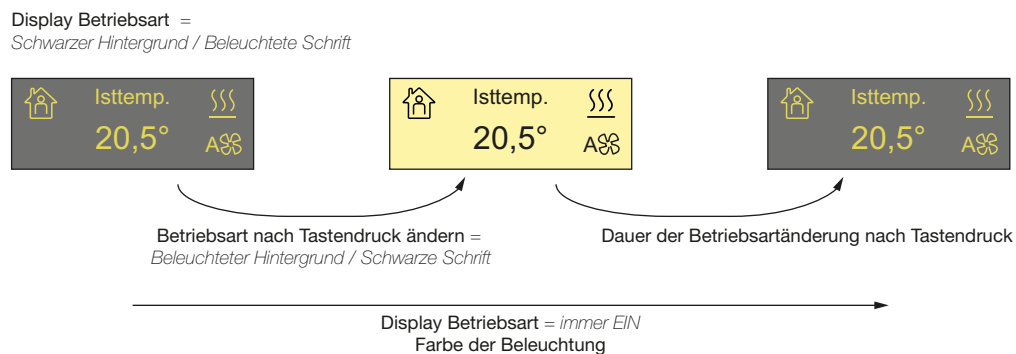 Display Betriebsart =
Schwarzer Hintergrund / Beleuchtete Schrift
Isttemp.
20,5°
A
Isttemp.
20,5°
A
Isttemp.
20,5°
A
Betriebsart nach Tastendruck ändern =
Beleuchteter Hintergrund / Schwarze Schrift
Dauer der Betriebsartänderung nach Tastendruck
Display Betriebsart = immer EIN
Farbe der Beleuchtung